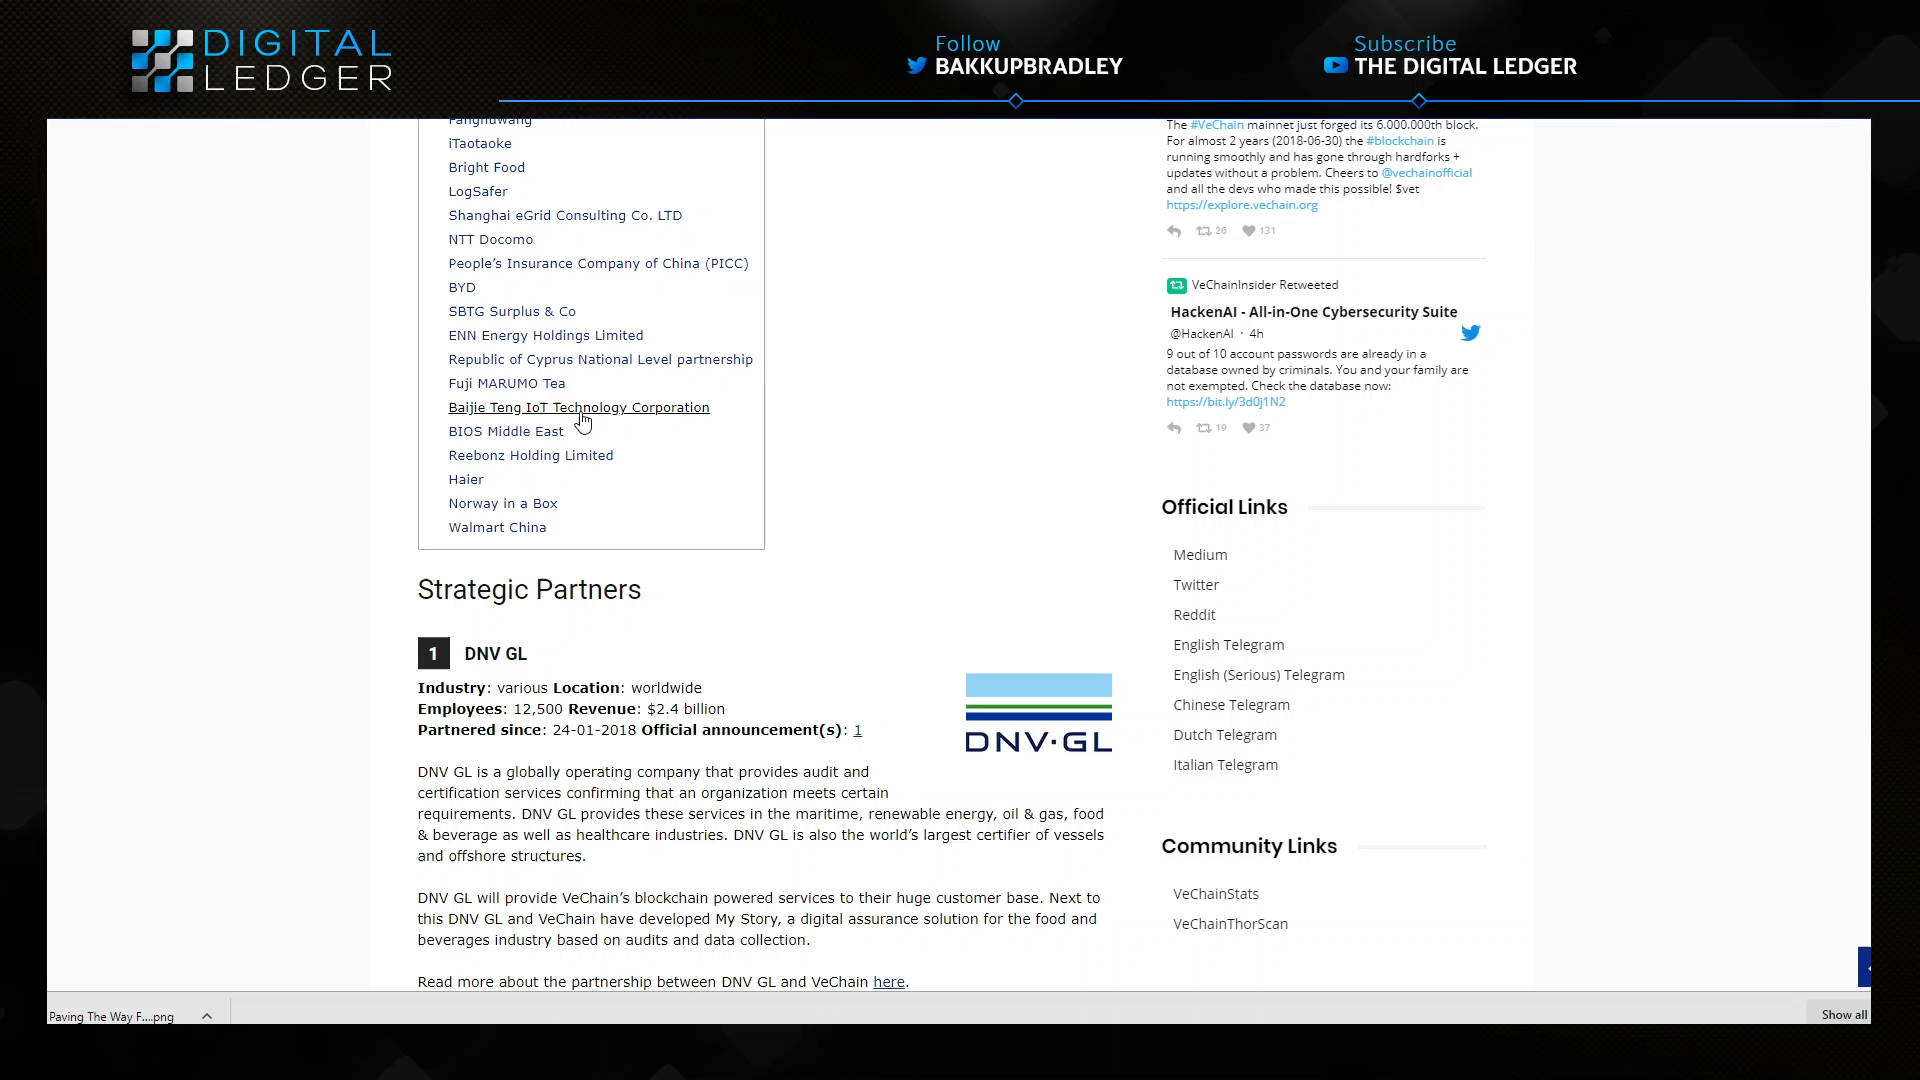 DIGITAL
LEDGER
Follow
BAKKUPBRADLEY
Subscribe
THE DIGITAL LEDGER
Fanghuwang
iTaotaoke
Bright Food
LogSafer
Shanghai eGrid Consulting Co. LTD
NTT Docomo
People’s Insurance Company of China (PICC)
BYD
SBTG Surplus & Co
ENN Energy Holdings Limited
Republic of Cyprus National Level partnership
Fuji MARUMO Tea
Baijie Teng IoT Technology Corporation
BIOS Middle East
Reebonz Holding Limited
Haier
Norway in a Box
Walmart China
Strategic Partners
1 DNV GL
Industry: various Location: worldwide
Employees: 12,500 Revenue: $2.4 billion
Partnered since: 24-01-2018 Official announcement(s): 1
DNV·GL
DNV GL is a globally operating company that provides audit and
certification services confirming that an organization meets certain
requirements. DNV GL provides these services in the maritime, renewable energy, oil & gas, food
& beverage as well as healthcare industries. DNV GL is also the world’s largest certifier of vessels
and offshore structures.
DNV GL will provide VeChain’s blockchain powered services to their huge customer base. Next to
this DNV GL and VeChain have developed My Story, a digital assurance solution for the food and
beverages industry based on audits and data collection.
Read more about the partnership between DNV GL and VeChain here.
The #VeChain mainnet just forged its 6.000.000th block.
For almost 2 years (2018-06-30) the #blockchain is
running smoothly and has gone through hardforks +
updates without a problem. Cheers to @vechainofficial
and all the devs who made this possible! $vet
https://explore.vechain.org
26 131
VeChainInsider Retweeted
HackenAI - All-in-One Cybersecurity Suite
@HackenAI · 4h
9 out of 10 account passwords are already in a
database owned by criminals. You and your family are
not exempted. Check the database now:
https://bit.ly/3d0j1N2
19 37
Official Links
Medium
Twitter
Reddit
English Telegram
English (Serious) Telegram
Chinese Telegram
Dutch Telegram
Italian Telegram
Community Links
VeChainStats
VeChainThorScan
Paving The Way F....png
Show all